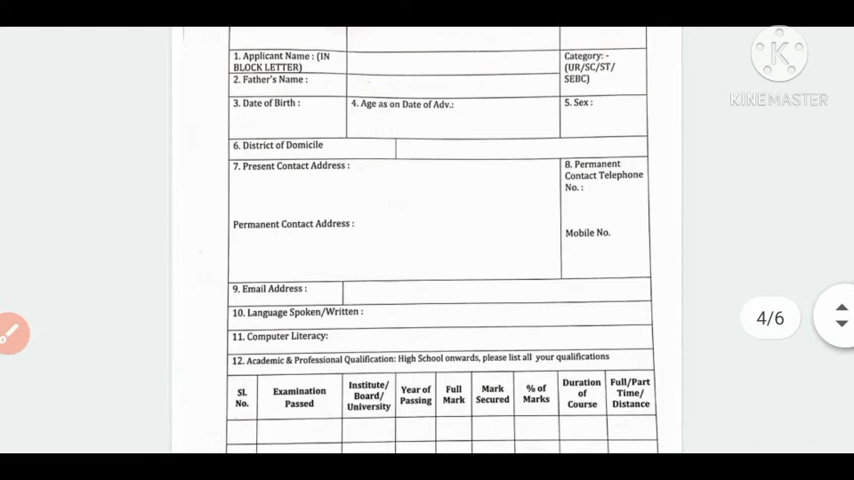 1. Applicant Name : (IN
BLOCK LETTER)
Category: -
(UR/SC/ST/
SEBC)
2. Father's Name :
3. Date of Birth :
4. Age as on Date of Adv.:
5. Sex :
6. District of Domicile
7. Present Contact Address :
8. Permanent
Contact Telephone
No. :
Permanent Contact Address :
Mobile No.
9. Email Address :
10. Language Spoken/Written :
11. Computer Literacy:
12. Academic & Professional Qualification: High School onwards, please list all your qualifications
Sl.
No.
Examination
Passed
Institute/
Board/
University
Year of
Passing
Full
Mark
Mark
Secured
% of
Marks
Duration
of
Course
Full/Part
Time/
Distance
4/6
K
KINEMASTER